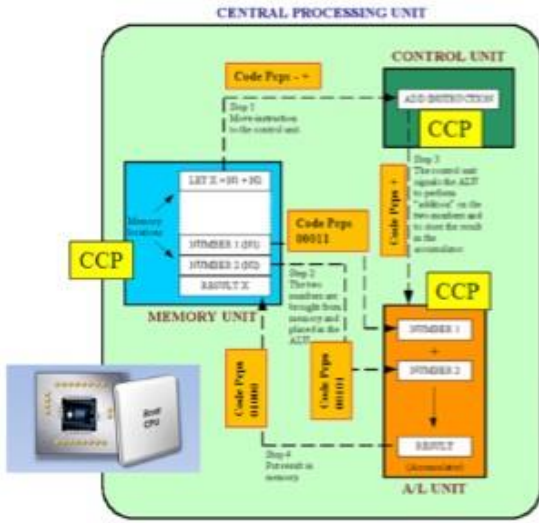 CENTRAL PROCESSING UNIT
CONTROL UNIT
Code Pcps - +
ADD INSTRUCTION
CCP
Step 1
Move instruction
to the control unit.
Step 3
The control unit
signals the ALU
to perform
"addition" on the
two numbers and
to store the result
in the
accumulator.
Code Pcps +
LET X = N1 + N2
Memory
locations
NUMBER 1 (N1)
NUMBER 2 (N2)
RESULT X
Code Pcps
00011
CCP
MEMORY UNIT
Step 2
The two
numbers are
brought from
memory and
placed in the
ALU
CCP
NUMBER 1
+
NUMBER 2
RESULT
(Accumulator)
A/L UNIT
Code Pcps
01000
Code Pcps
00101
Step 4
Put result in
memory.
CPU